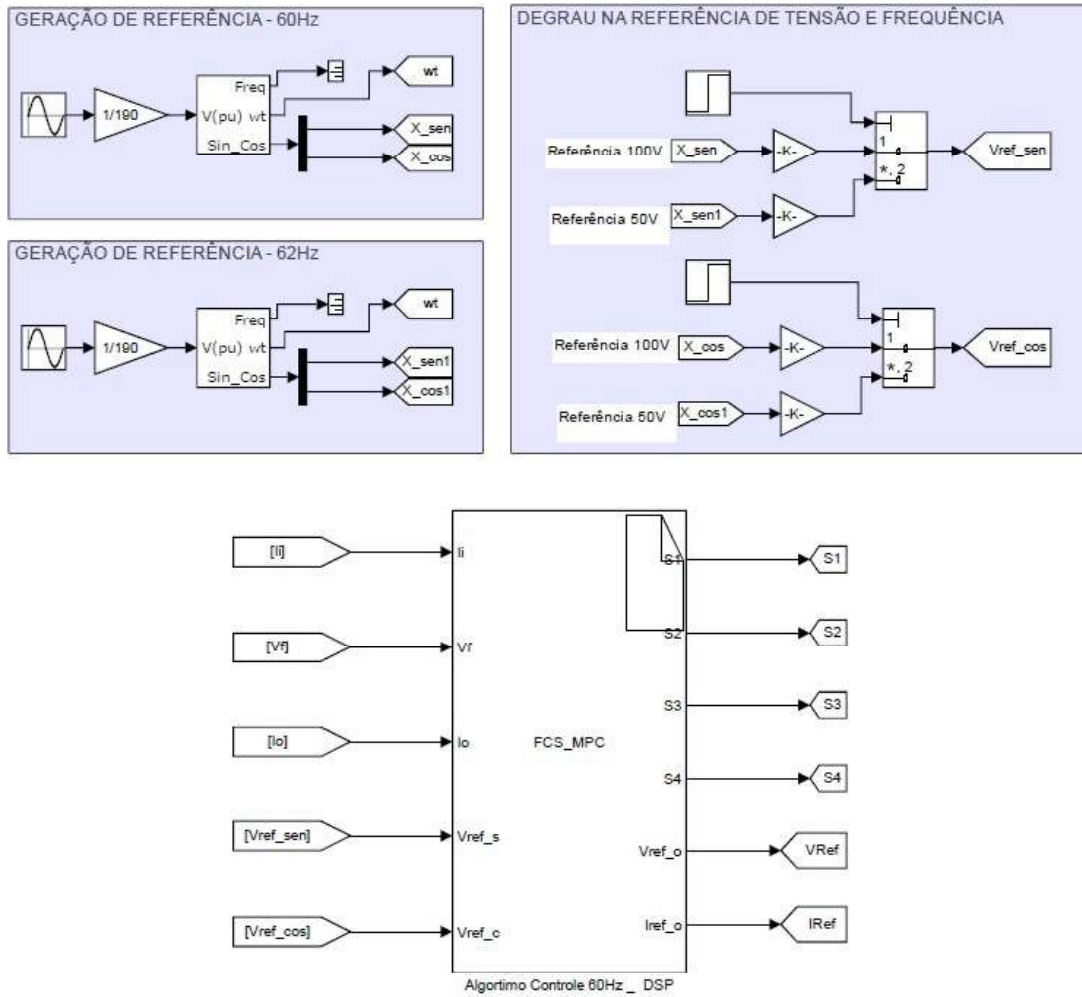 GERAÇÃO DE REFERÊNCIA - 60Hz
1/190
Freq
V(pu) wt
Sin_Cos
wt
X_sen
X_cos
GERAÇÃO DE REFERÊNCIA - 62Hz
1/190
Freq
V(pu) wt
Sin_Cos
wt
X_sen1
X_cos1
DEGRAU NA REFERÊNCIA DE TENSÃO E FREQUÊNCIA
Referência 100V
X_sen
-K-
1
*, 2
Vref_sen
Referência 50V
X_sen1
-K-
Referência 100V
X_cos
-K-
1
*, 2
Vref_cos
Referência 50V
X_cos1
-K-
[Ii]
Ii
S1
S1
[Vf]
Vf
S2
S2
[Io]
Io
FCS_MPC
S3
S3
S4
S4
[Vref_sen]
Vref_s
Vref_o
VRef
[Vref_cos]
Vref_c
Iref_o
IRef
Algortimo Controle 60Hz _ DSP